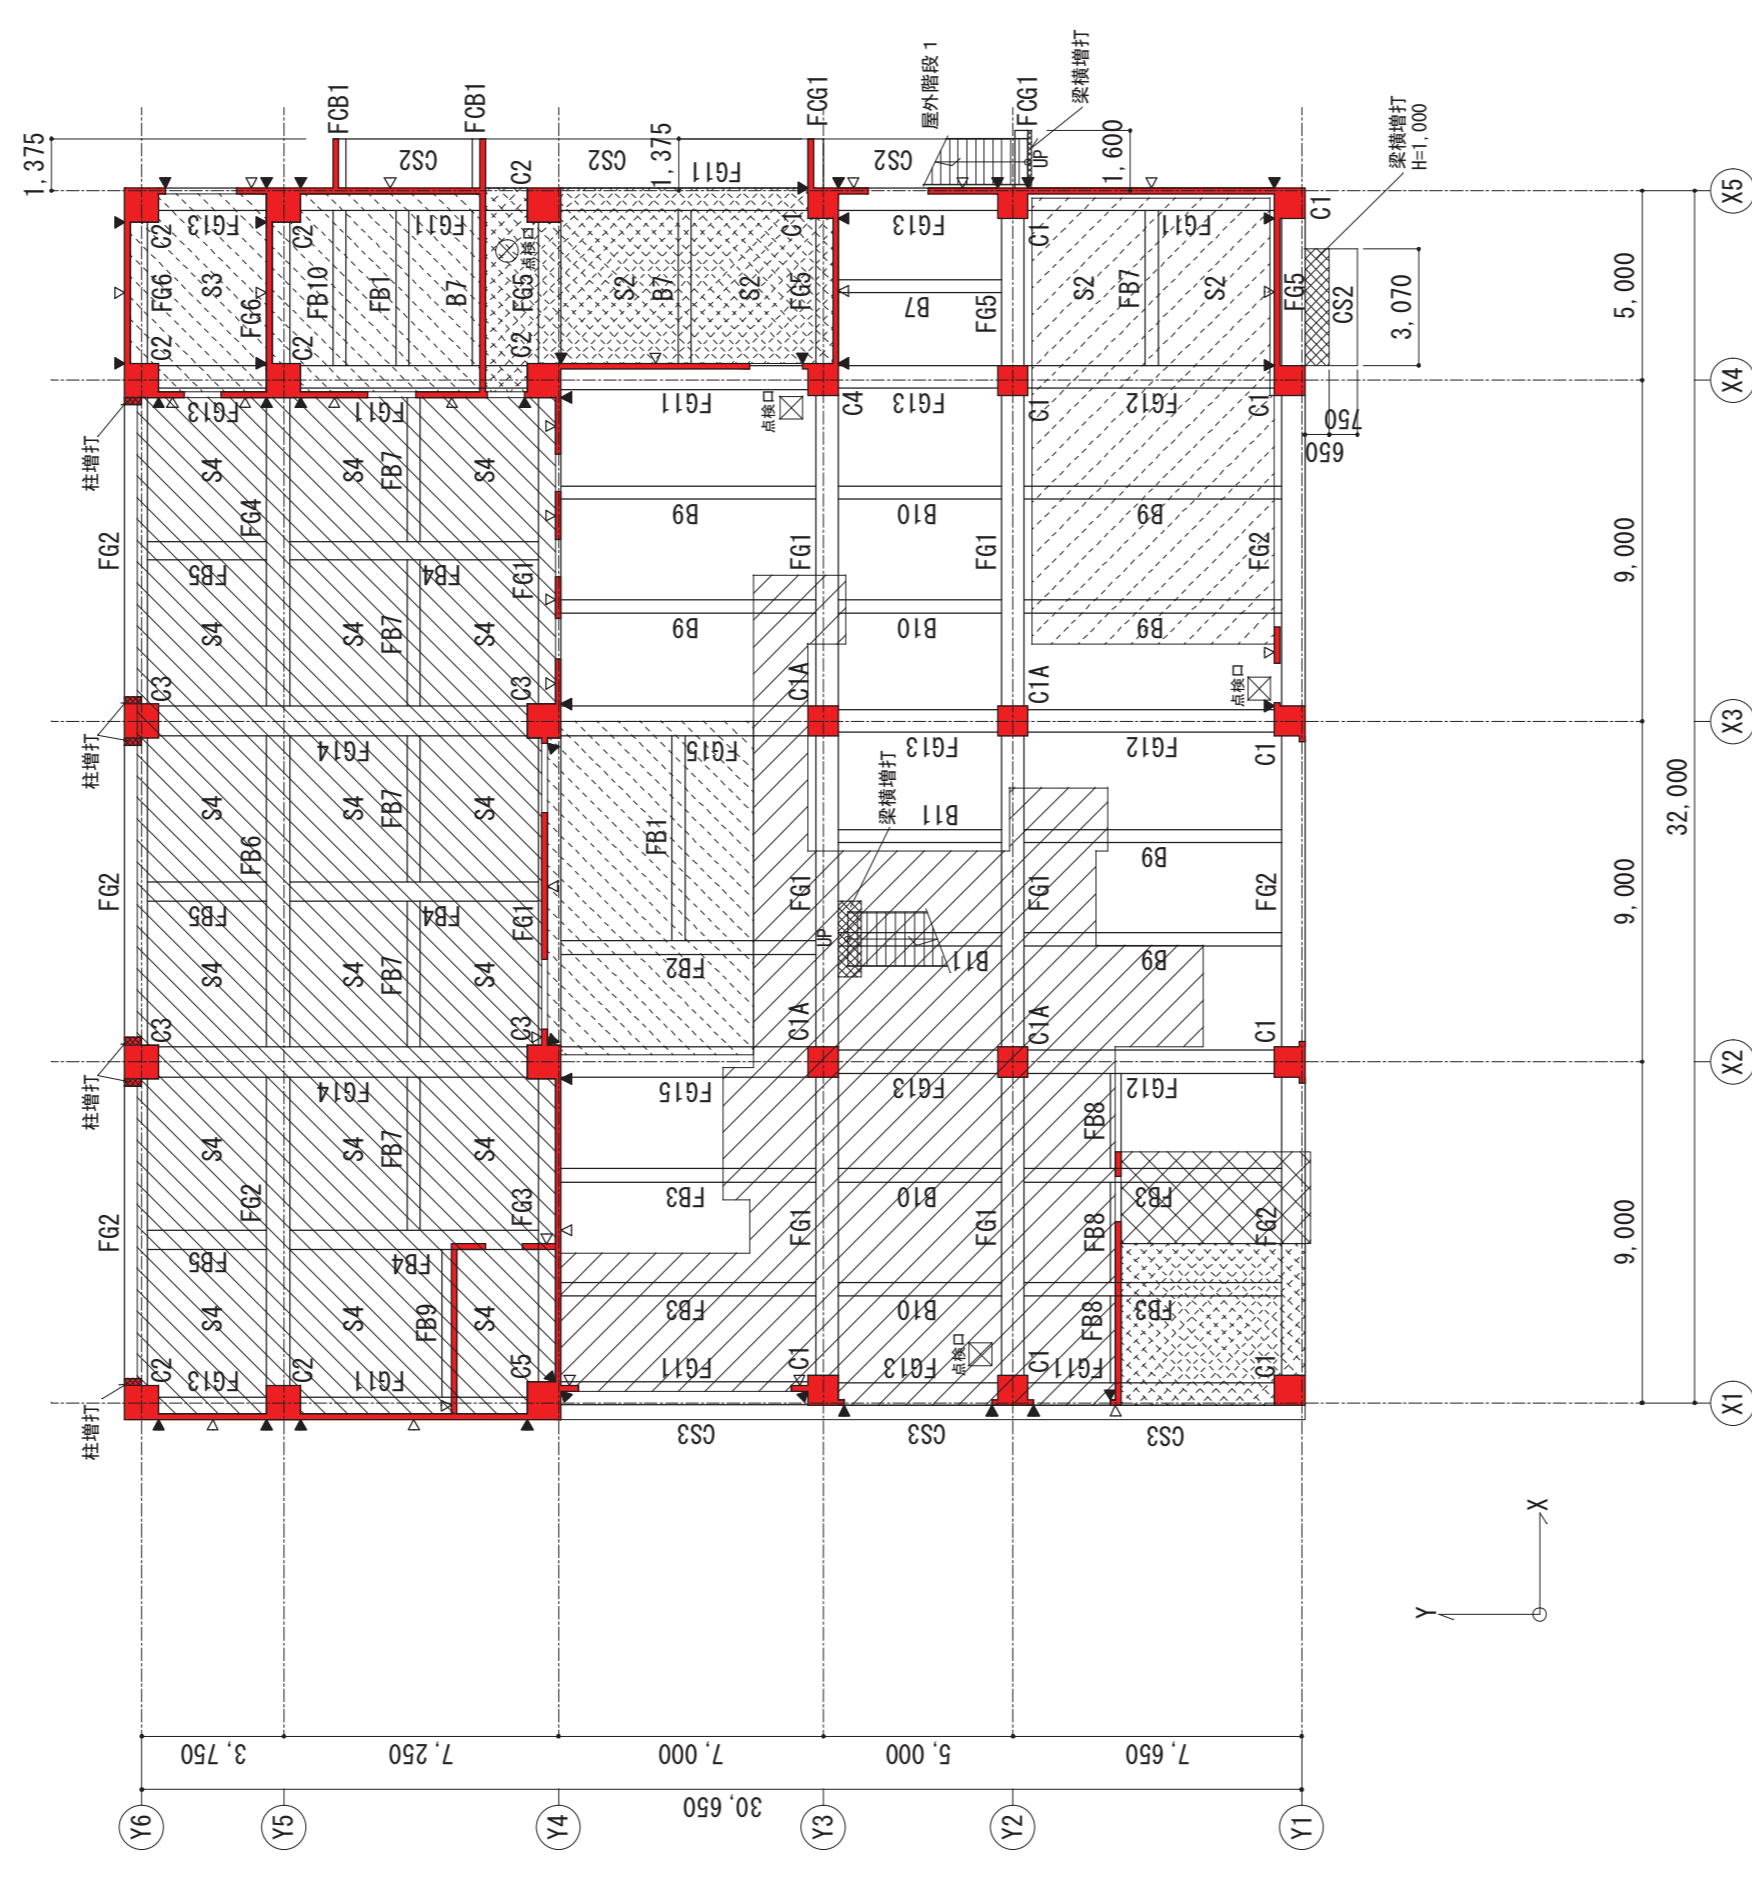 1,375
FCB1
FCB1
CS2
CS2
1,375
FG11
FCG1
屋外階段1
CS2
UP
FCG1
梁横増打
1,600
梁横増打
H=1,000
C2
C2
FG13
C2
FG11
C2
C1
FG13
C1
FG11
C1
X5
FG6
S3
FG6
FB10
FB1
B7
FG5
点検口
S2
B7
S2
FG5
B7
FG5
S2
FB7
S2
FG5
CS2
3,070
5,000
C2
C2
C2
柱増打
FG13
FG11
FG11
点検口
C4
FG13
C1
FG12
C1
750
650
X4
FG2
S4
FG4
S4
FB7
S4
B9
B10
B9
FB5
FB4
FG1
FG1
FG1
FG2
9,000
S4
S4
FB7
S4
B9
B10
B9
C3
C3
C1A
C1A
点検口
柱増打
FG14
FG15
FG13
FG12
C1
X3
S4
S4
FB7
S4
FB1
梁横増打
B11
B9
FG2
FB6
FB5
FB4
FG1
FG1
FG1
FG2
9,000
32,000
S4
S4
FB7
S4
FB2
UP
B11
B9
C3
C3
C1A
C1A
C1
X2
柱増打
FG14
FG15
FG13
FG12
S4
S4
FB7
S4
FB8
FG2
FG2
FG3
FB3
B10
FB3
FG1
FG1
FB8
FG2
9,000
FB5
FB4
S4
S4
FB9
S4
FB3
B10
FB8
FB3
C2
FG13
C2
FG11
C5
FG11
C1
FG13
点検口
C1
FG11
C1
X1
柱増打
CS3
CS3
CS3
Y
X
3,750
7,250
7,000
5,000
7,650
30,650
Y6
Y5
Y4
Y3
Y2
Y1